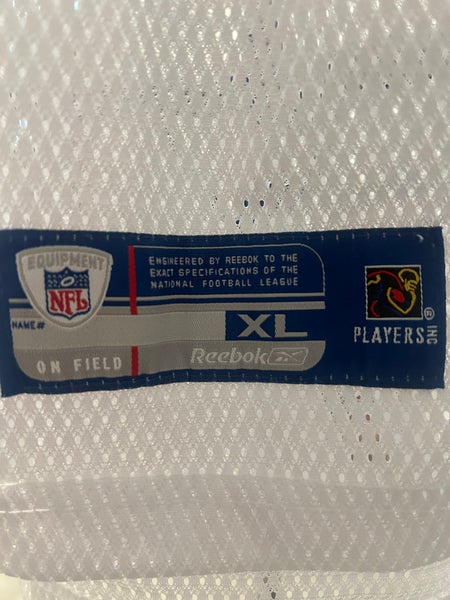 EQUIPMENT
NFL
ENGINEERED BY REEBOK TO THE
EXACT SPECIFICATIONS OF THE
NATIONAL FOOTBALL LEAGUE
NAME#
XL
ON FIELD
Reebok
PLAYERS INC
®